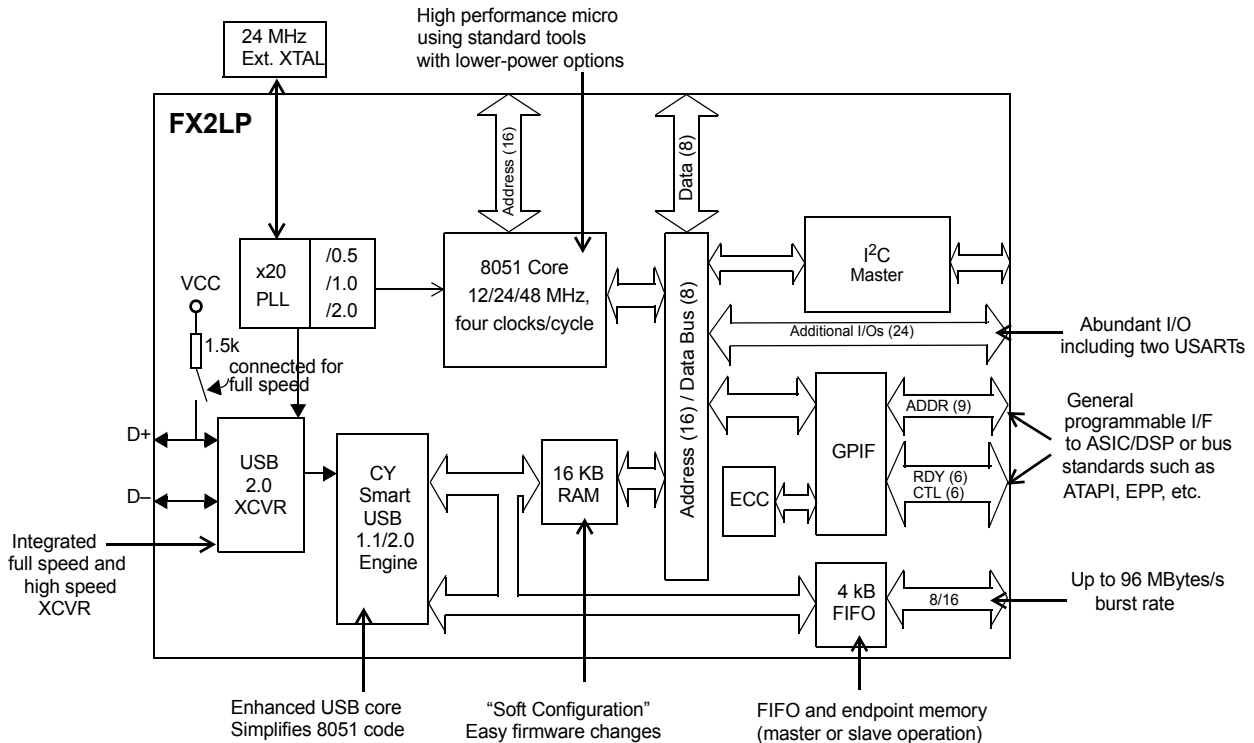 High performance micro
using standard tools
with lower-power options
24 MHz
Ext. XTAL
FX2LP
Address (16)
Data (8)
x20
PLL
/0.5
/1.0
/2.0
8051 Core
12/24/48 MHz,
four clocks/cycle
I²C
Master
VCC
1.5k
connected for
full speed
Additional I/Os (24)
Abundant I/O
including two USARTs
Address (16) / Data Bus (8)
ADDR (9)
General
programmable I/F
to ASIC/DSP or bus
standards such as
ATAPI, EPP, etc.
D+
D–
USB
2.0
XCVR
CY
Smart
USB
1.1/2.0
Engine
16 KB
RAM
ECC
GPIF
RDY (6)
CTL (6)
Integrated
full speed and
high speed
XCVR
4 kB
FIFO
8/16
Up to 96 MBytes/s
burst rate
Enhanced USB core
Simplifies 8051 code
“Soft Configuration”
Easy firmware changes
FIFO and endpoint memory
(master or slave operation)